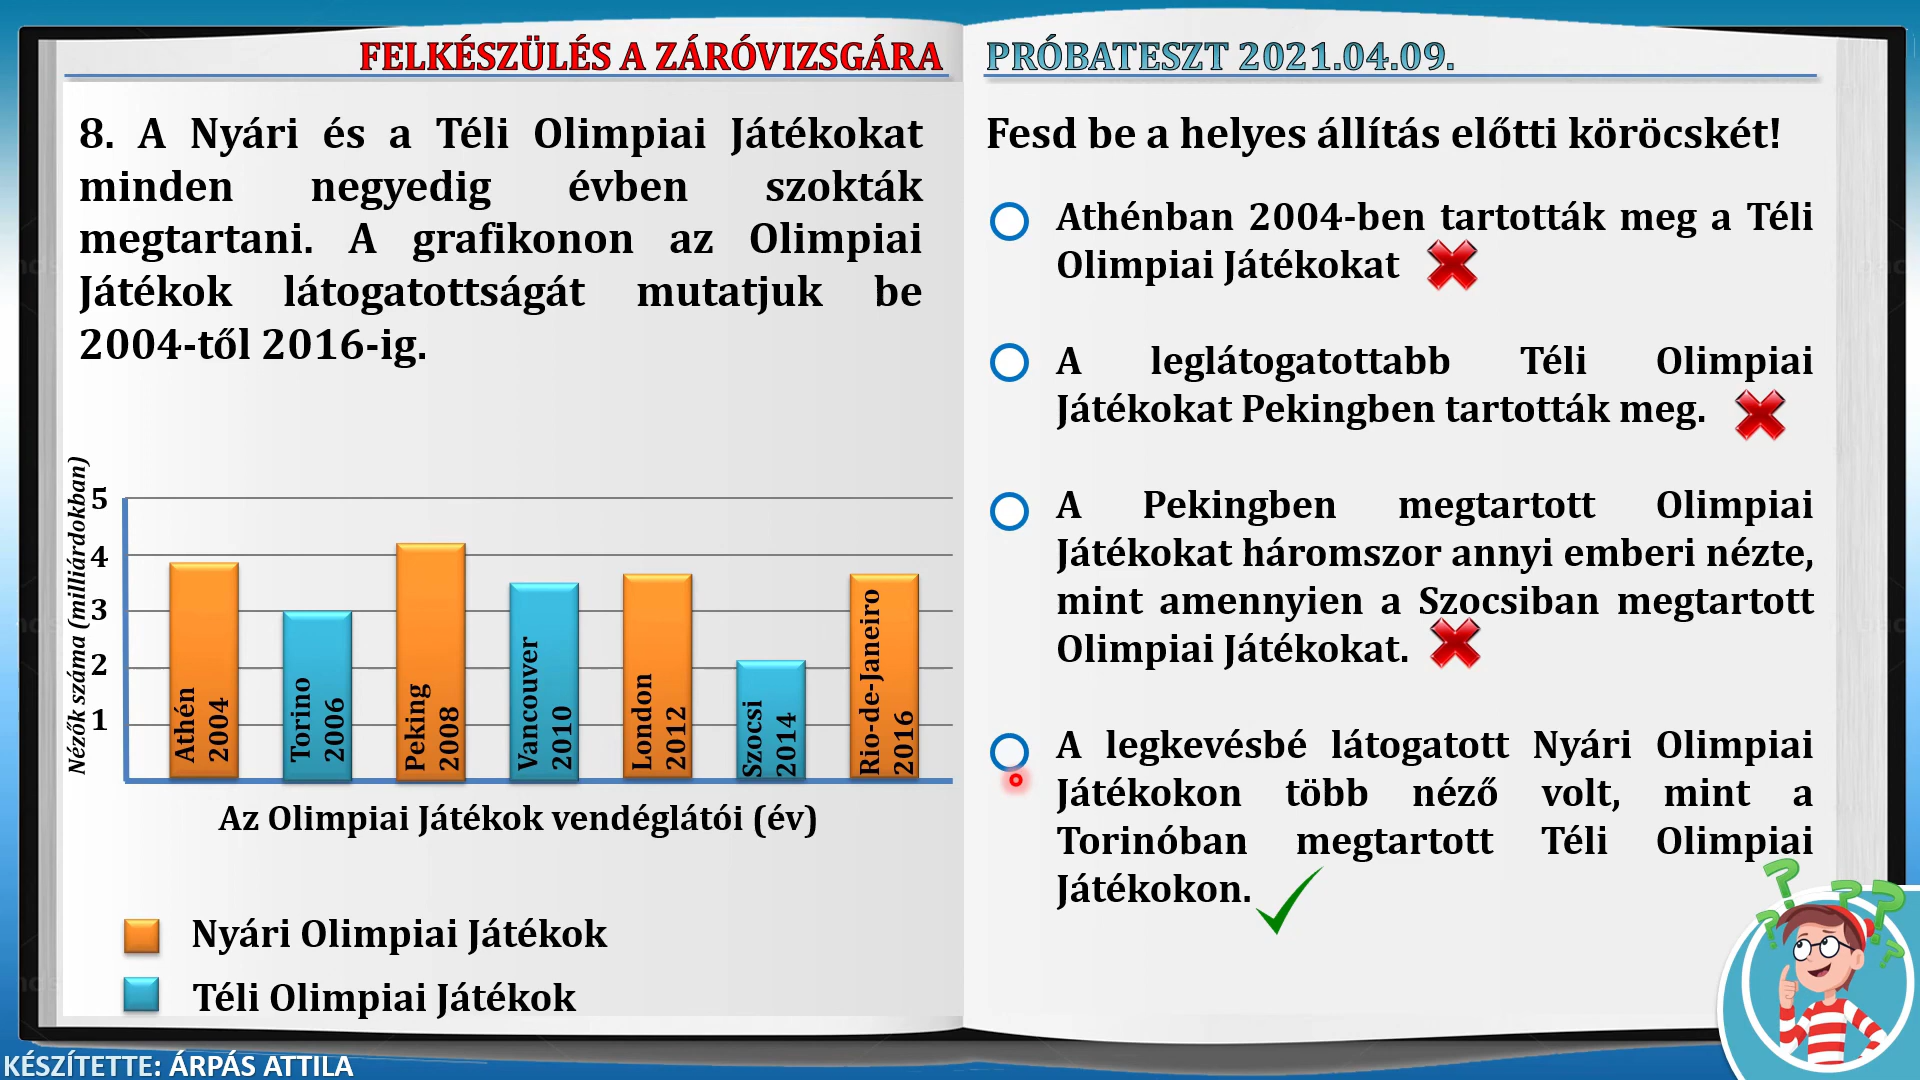 FELKÉSZÜLÉS A ZÁRÓVIZSGÁRA
8. A Nyári és a Téli Olimpiai Játékokat
minden negyedig évben szokták
megtartani. A grafikonon az Olimpiai
Játékok látogatottságát mutatjuk be
2004-től 2016-ig.
Nézők száma (milliárdokban)
5
4
3
2
1
Athén
2004
Torino
2006
Peking
2008
Vancouver
2010
London
2012
Szocsi
2014
Rio-de-Janeiro
2016
Az Olimpiai Játékok vendéglátói (év)
Nyári Olimpiai Játékok
Téli Olimpiai Játékok
PRÓBATESZT 2021.04.09.
Fesd be a helyes állítás előtti köröcskét!
Athénban 2004-ben tartották meg a Téli
Olimpiai Játékokat
A leglátogatottabb Téli Olimpiai
Játékokat Pekingben tartották meg.
A Pekingben megtartott Olimpiai
Játékokat háromszor annyi emberi nézte,
mint amennyien a Szocsiban megtartott
Olimpiai Játékokat.
A legkevésbé látogatott Nyári Olimpiai
Játékokon több néző volt, mint a
Torinóban megtartott Téli Olimpiai
Játékokon.
KÉSZÍTETTE: ÁRPÁS ATTILA